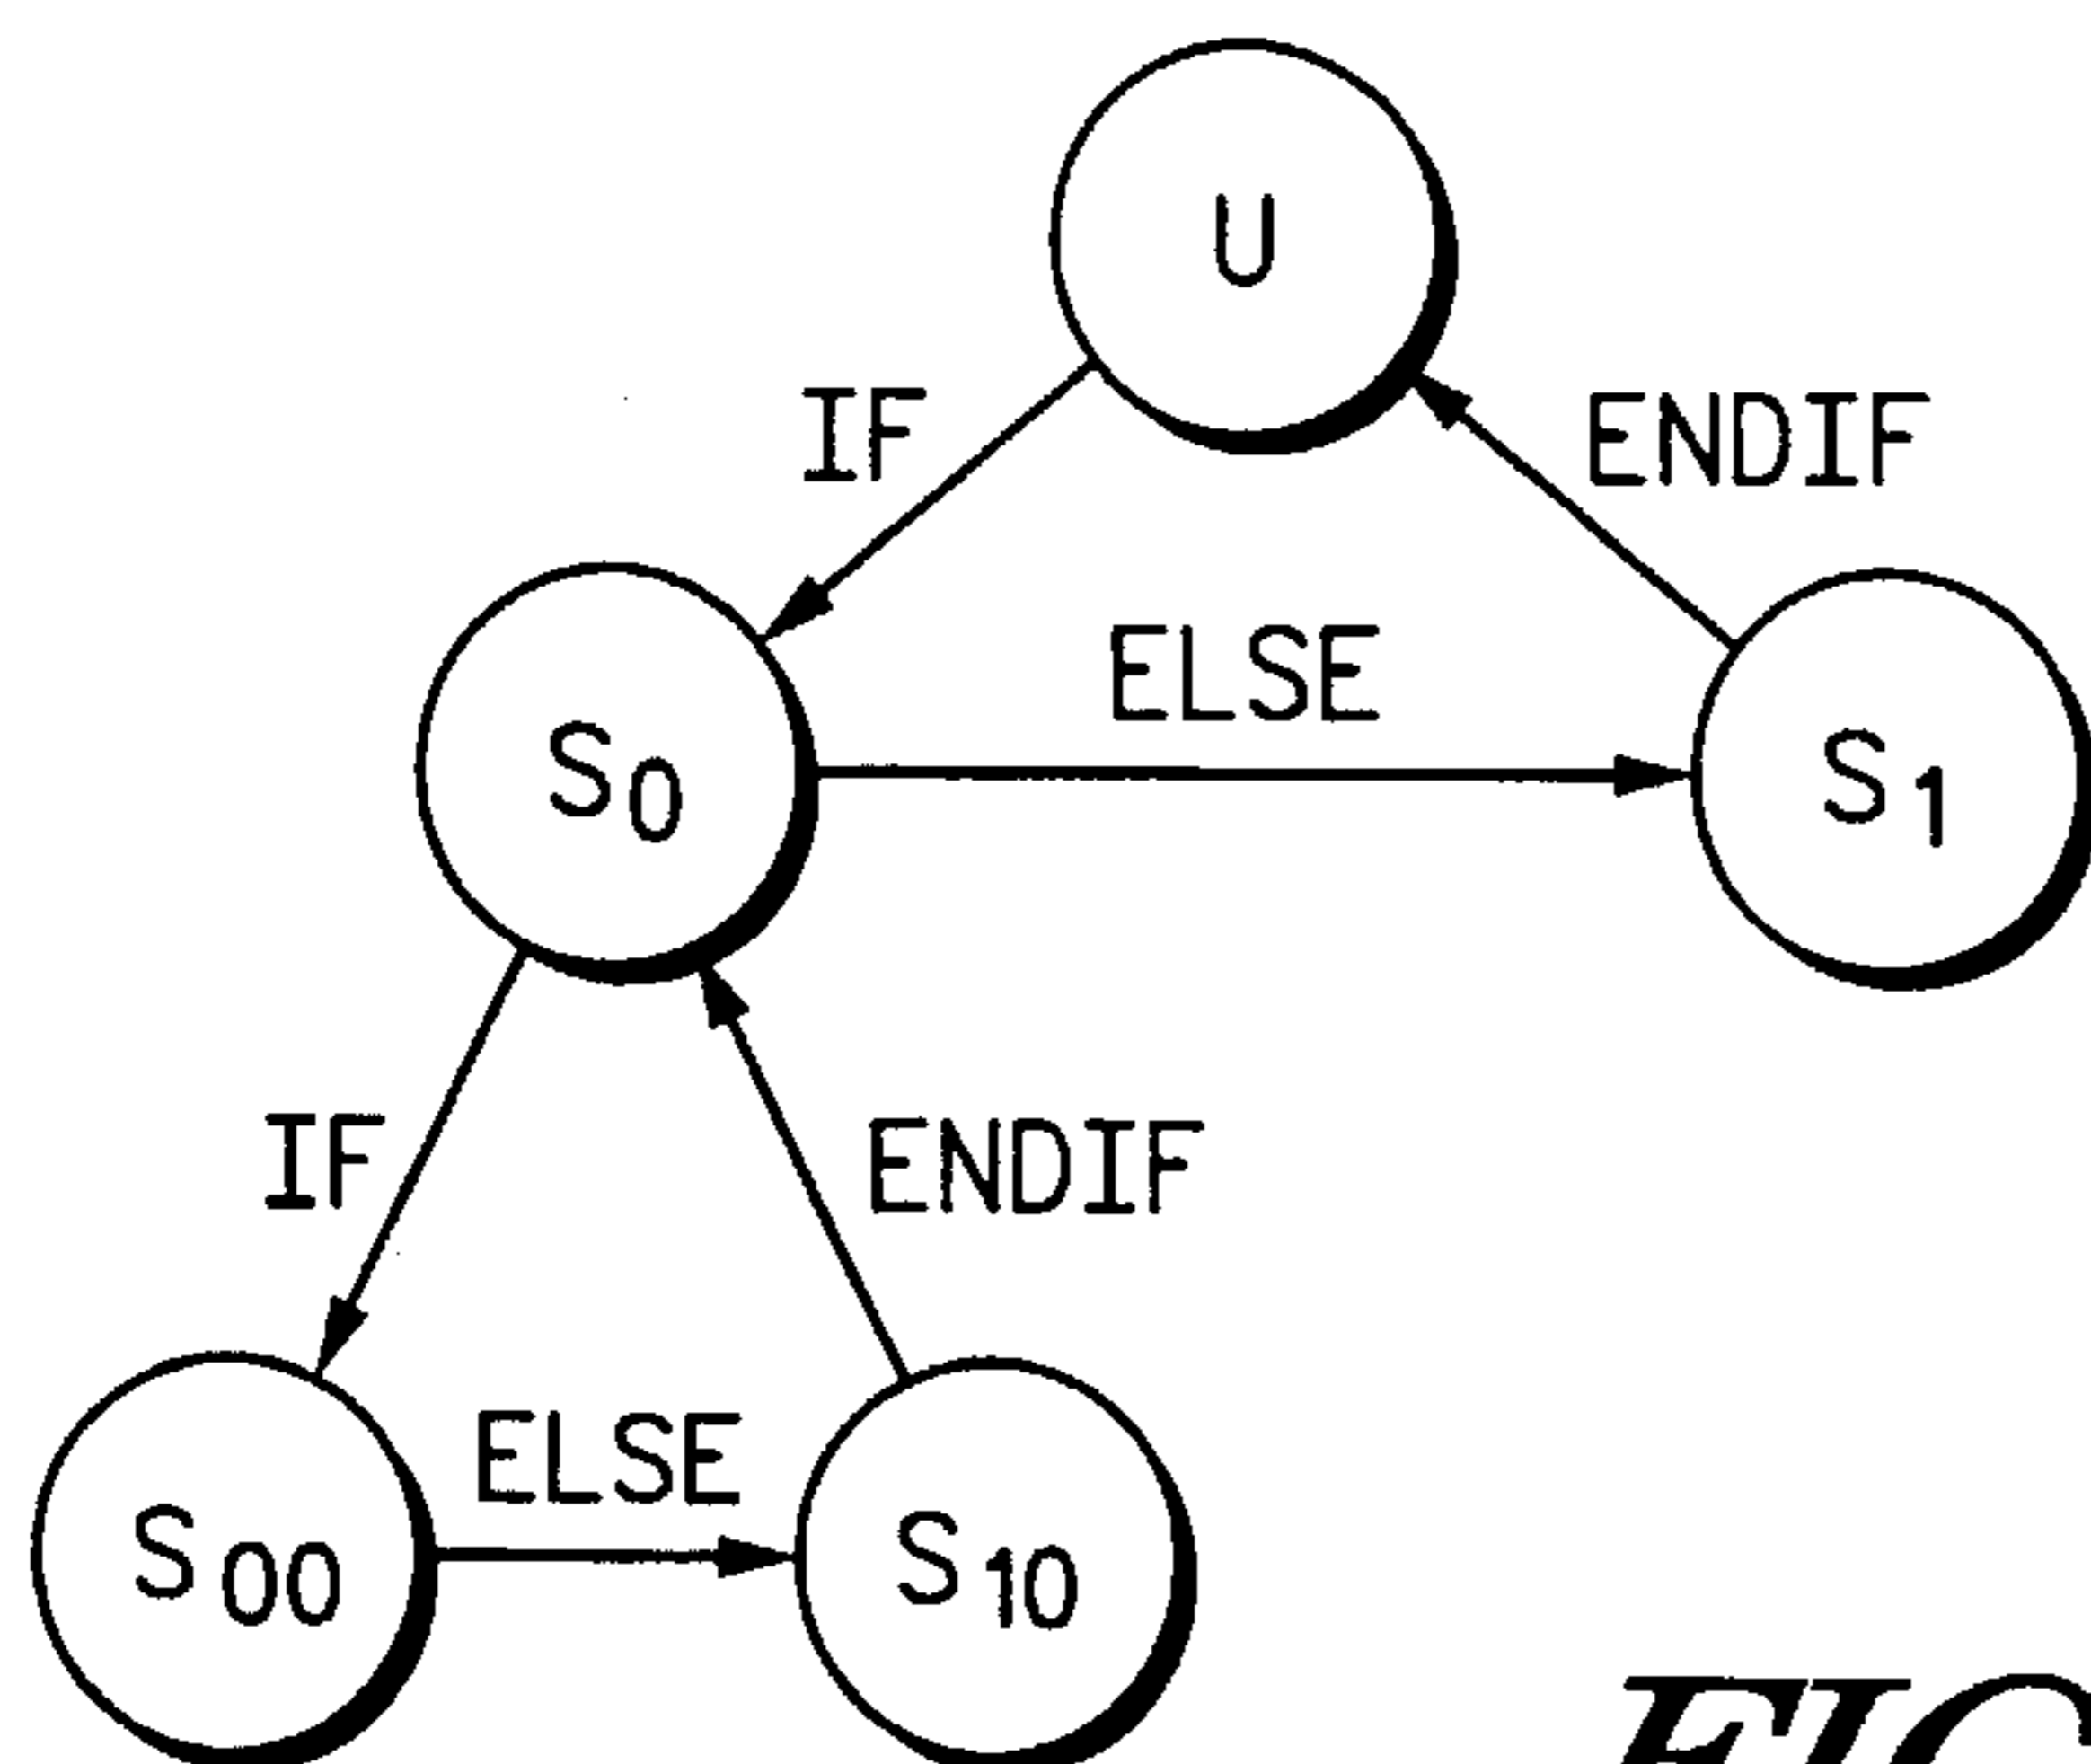 U
IF
ENDIF
ELSE
S0
S1
IF
ENDIF
ELSE
S00
S10